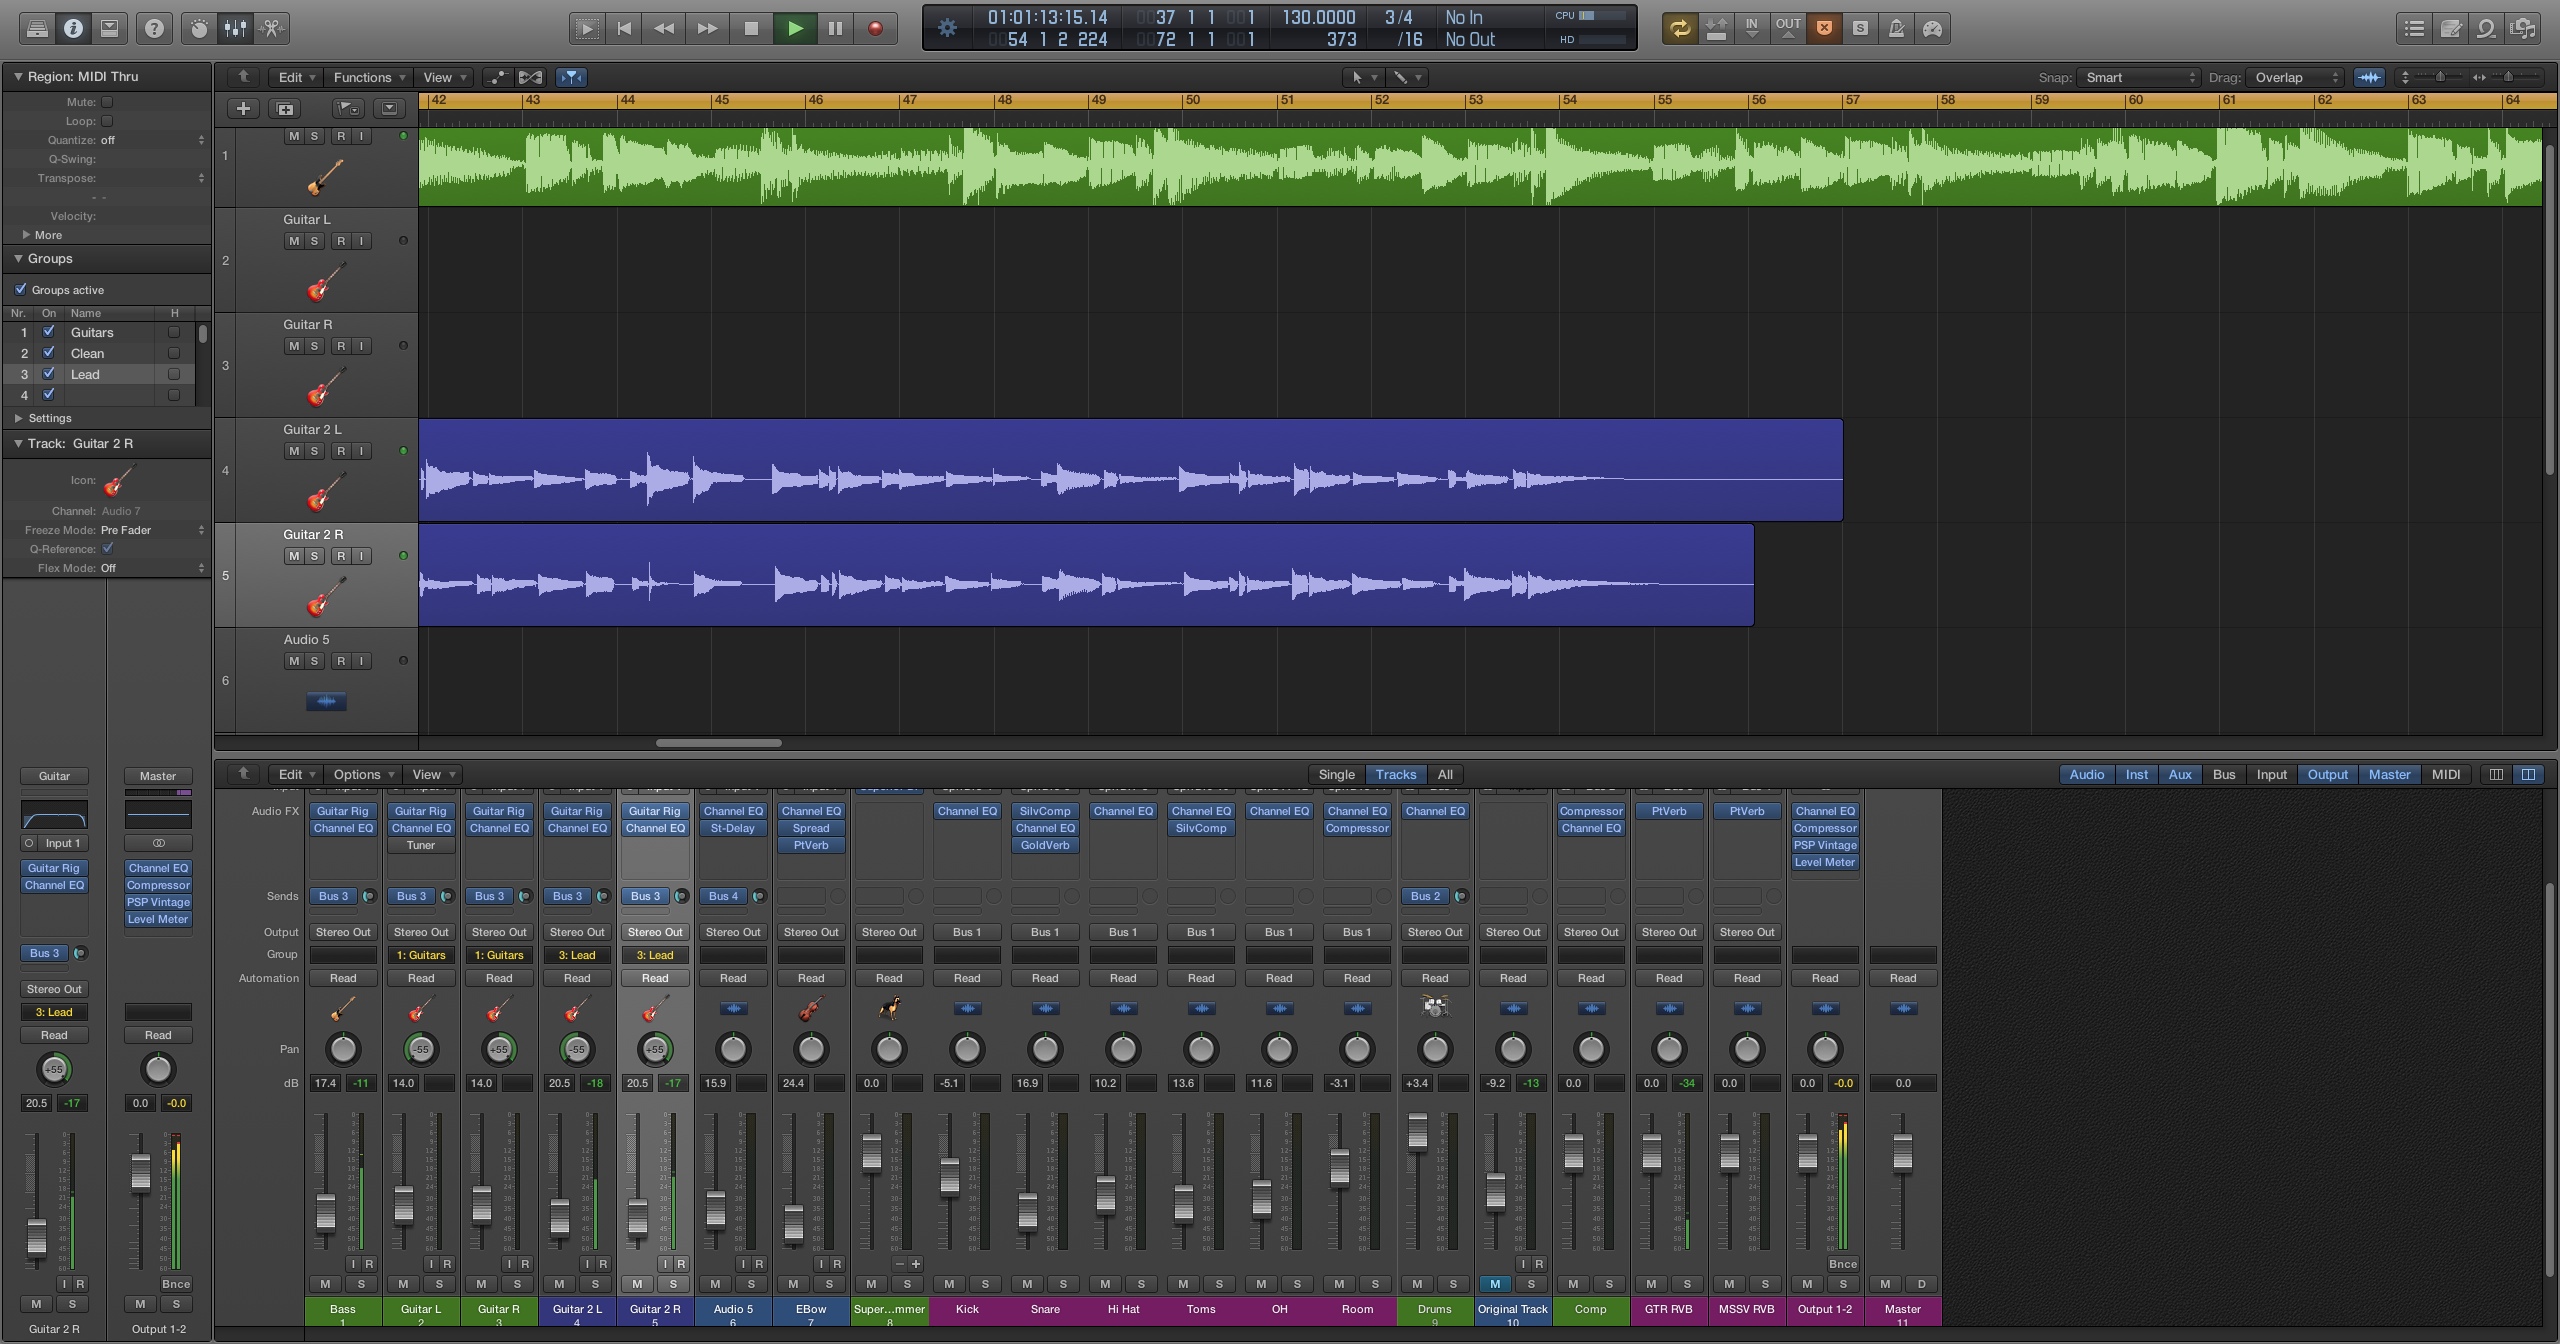 01:01:13:15.14
0054 1 2 224
0037 1 1 001
0072 1 1 001
130.0000
373
3/4
/16
No In
No Out
CPU
HD
IN
OUT
S
Region: MIDI Thru
Mute:
Loop:
Quantize: off
Q-Swing:
Transpose:
- -
Velocity:
More
Groups
Groups active
Nr. On Name H
1 Guitars
2 Clean
3 Lead
4
Settings
Track: Guitar 2 R
Icon:
Channel: Audio 7
Freeze Mode: Pre Fader
Q-Reference:
Flex Mode: Off
Edit Functions View
Snap: Smart Drag: Overlap
42 43 44 45 46 47 48 49 50 51 52 53 54 55 56 57 58 59 60 61 62 63 64
1
M S R I
2
Guitar L
M S R I
3
Guitar R
M S R I
4
Guitar 2 L
M S R I
5
Guitar 2 R
M S R I
6
Audio 5
M S R I
Guitar
Input 1
Guitar Rig
Channel EQ
Bus 3
Stereo Out
3: Lead
Read
+55
20.5 -17
I R
M S
Guitar 2 R
Master
Channel EQ
Compressor
PSP Vintage
Level Meter
Read
0.0 -0.0
Bnce
M S
Output 1-2
Edit Options View
Single Tracks All
Audio Inst Aux Bus Input Output Master MIDI
Audio FX
Guitar Rig Guitar Rig Guitar Rig Guitar Rig Guitar Rig Channel EQ Channel EQ Channel EQ SilvComp Channel EQ Channel EQ Channel EQ Channel EQ Channel EQ Compressor PtVerb PtVerb Channel EQ
Channel EQ Channel EQ Channel EQ Channel EQ Channel EQ St-Delay Spread Channel EQ SilvComp Compressor Channel EQ Compressor
Tuner PtVerb GoldVerb PSP Vintage
Level Meter
Sends
Bus 3 Bus 3 Bus 3 Bus 3 Bus 3 Bus 4 Bus 2
Output
Stereo Out Stereo Out Stereo Out Stereo Out Stereo Out Stereo Out Stereo Out Stereo Out Bus 1 Bus 1 Bus 1 Bus 1 Bus 1 Bus 1 Stereo Out Stereo Out Stereo Out Stereo Out Stereo Out
Group
1: Guitars 1: Guitars 3: Lead 3: Lead
Automation
Read Read Read Read Read Read Read Read Read Read Read Read Read Read Read Read Read Read Read Read Read
Pan
-55 +55 -55 +55
dB
17.4 -11 14.0 14.0 20.5 -18 20.5 -17 15.9 24.4 0.0 -5.1 16.9 10.2 13.6 11.6 -3.1 +3.4 -9.2 -13 0.0 0.0 -34 0.0 0.0 -0.0 0.0
I R I R I R I R I R I R I R - + I R Bnce
M S M S M S M S M S M S M S M S M S M S M S M S M S M S M S M S M S M S M S M S M D
Bass Guitar L Guitar R Guitar 2 L Guitar 2 R Audio 5 EBow Super...mmer Kick Snare Hi Hat Toms OH Room Drums Original Track Comp GTR RVB MSSV RVB Output 1-2 Master
1 2 3 4 5 6 7 8 9 10 11